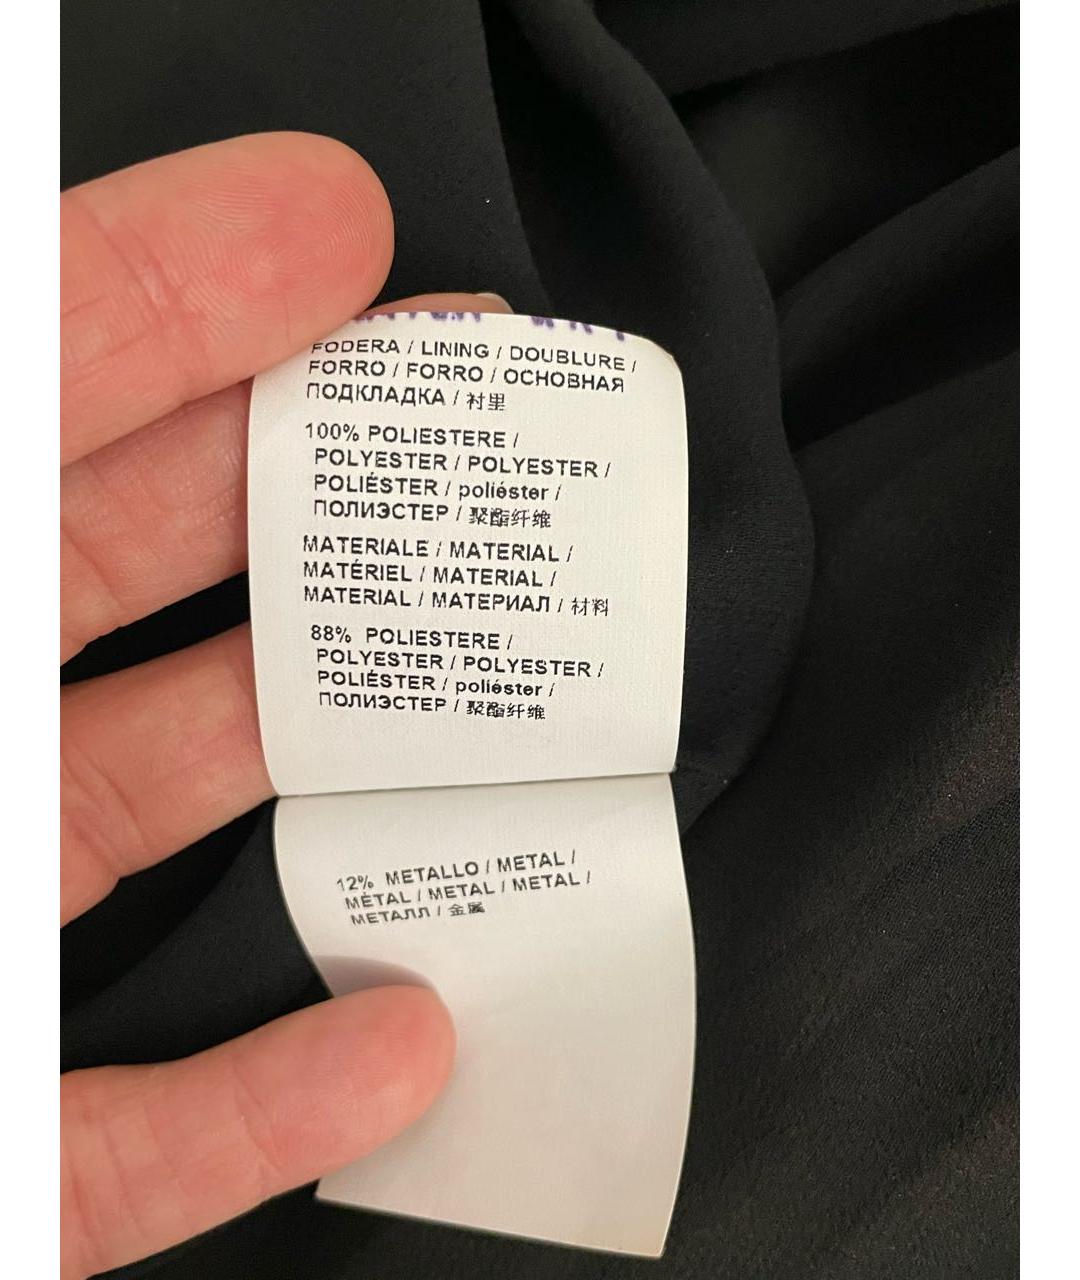 FODERA / LINING / DOUBLURE /
FORRO / FORRO / ОСНОВНАЯ
ПОДКЛАДКА / 衬里
100% POLIESTERE /
POLYESTER / POLYESTER /
POLIÉSTER / poliéster /
ПОЛИЭСТЕР / 聚酯纤维
MATERIALE / MATERIAL /
MATÉRIEL / MATERIAL /
MATERIAL / МАТЕРИАЛ / 材料
88% POLIESTERE /
POLYESTER / POLYESTER /
POLIÉSTER / poliéster /
ПОЛИЭСТЕР / 聚酯纤维
12% METALLO / METAL /
MÉTAL / METAL / METAL /
МЕТАЛЛ / 金属